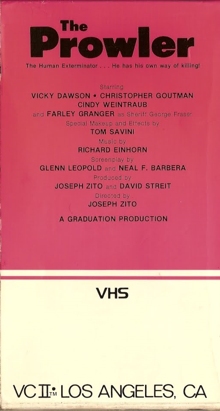 The
Prowler
The Human Exterminator . . . He has his own way of killing!
Starring
VICKY DAWSON • CHRISTOPHER GOUTMAN
CINDY WEINTRAUB
and FARLEY GRANGER as Sheriff George Fraser
Special Makeup and Effects by
TOM SAVINI
Music by
RICHARD EINHORN
Screenplay by
GLENN LEOPOLD and NEAL F. BARBERA
Produced by
JOSEPH ZITO and DAVID STREIT
Directed by
JOSEPH ZITO
A GRADUATION PRODUCTION
VHS
VCII™ LOS ANGELES, CA